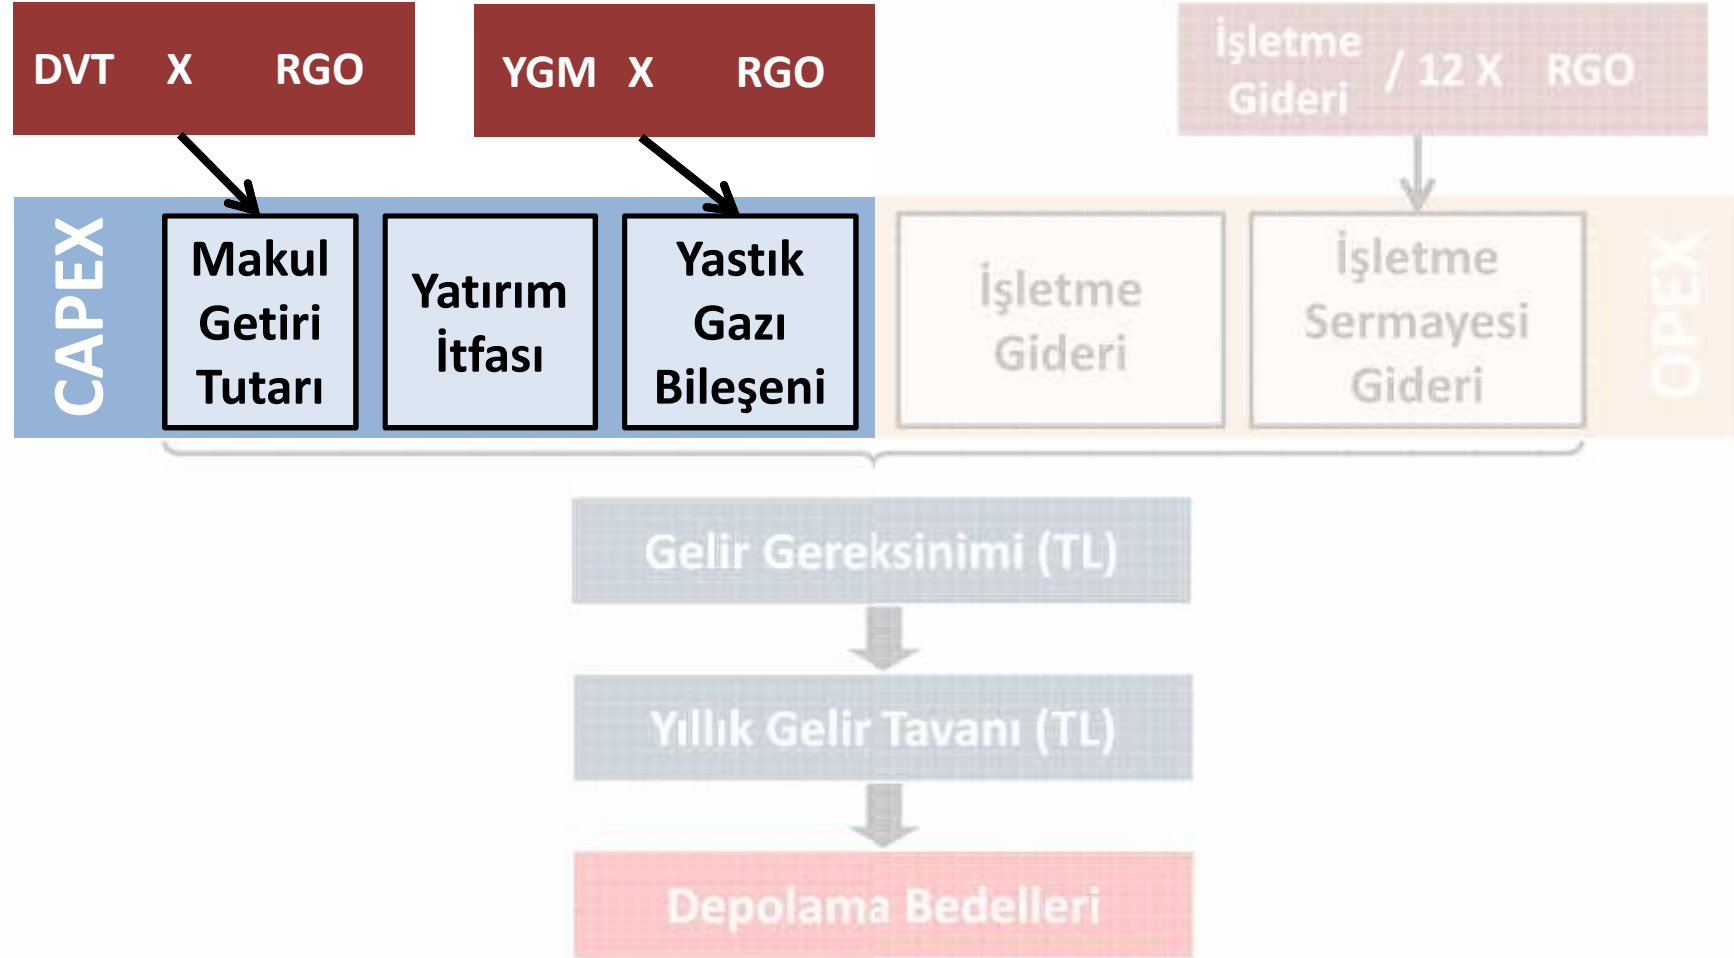 DVT X RGO
YGM X RGO
İşletme
Gideri
/ 12 X RGO
CAPEX
Makul
Getiri
Tutarı
Yatırım
İtfası
Yastık
Gazı
Bileşeni
İşletme
Gideri
İşletme
Sermayesi
Gideri
OPEX
Gelir Gereksinimi (TL)
Yıllık Gelir Tavanı (TL)
Depolama Bedelleri